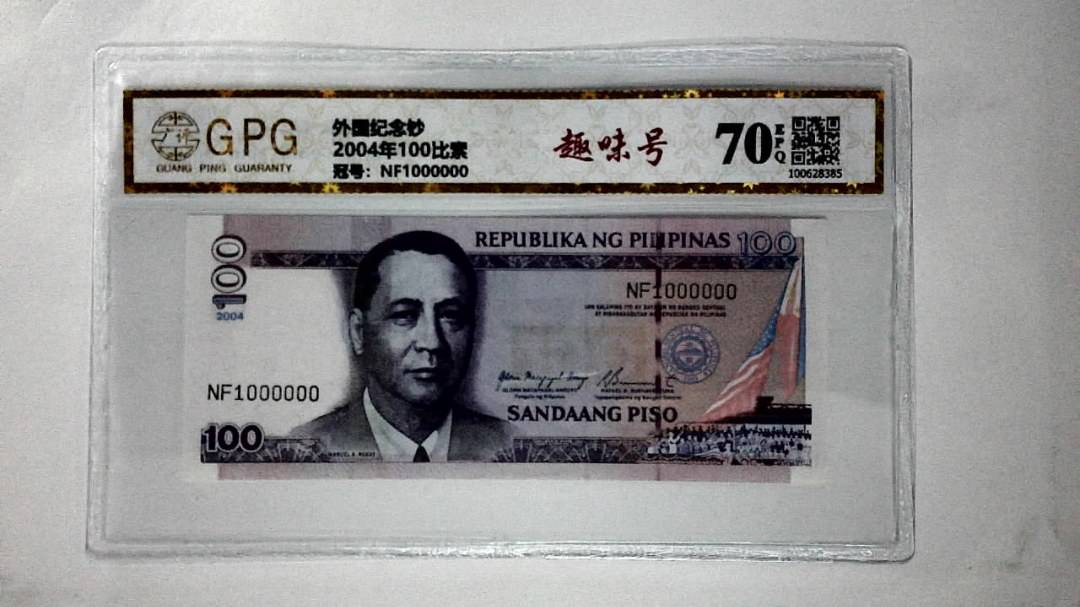 GPG
GUANG PING GUARANTY
外国纪念钞
2004年100比索
冠号：NF1000000
趣味号
70
EPQ
100628385
REPUBLIKA NG PILIPINAS 100
100
2004
NF1000000
NF1000000
SANDAANG PISO
100
MANUEL A. ROXAS